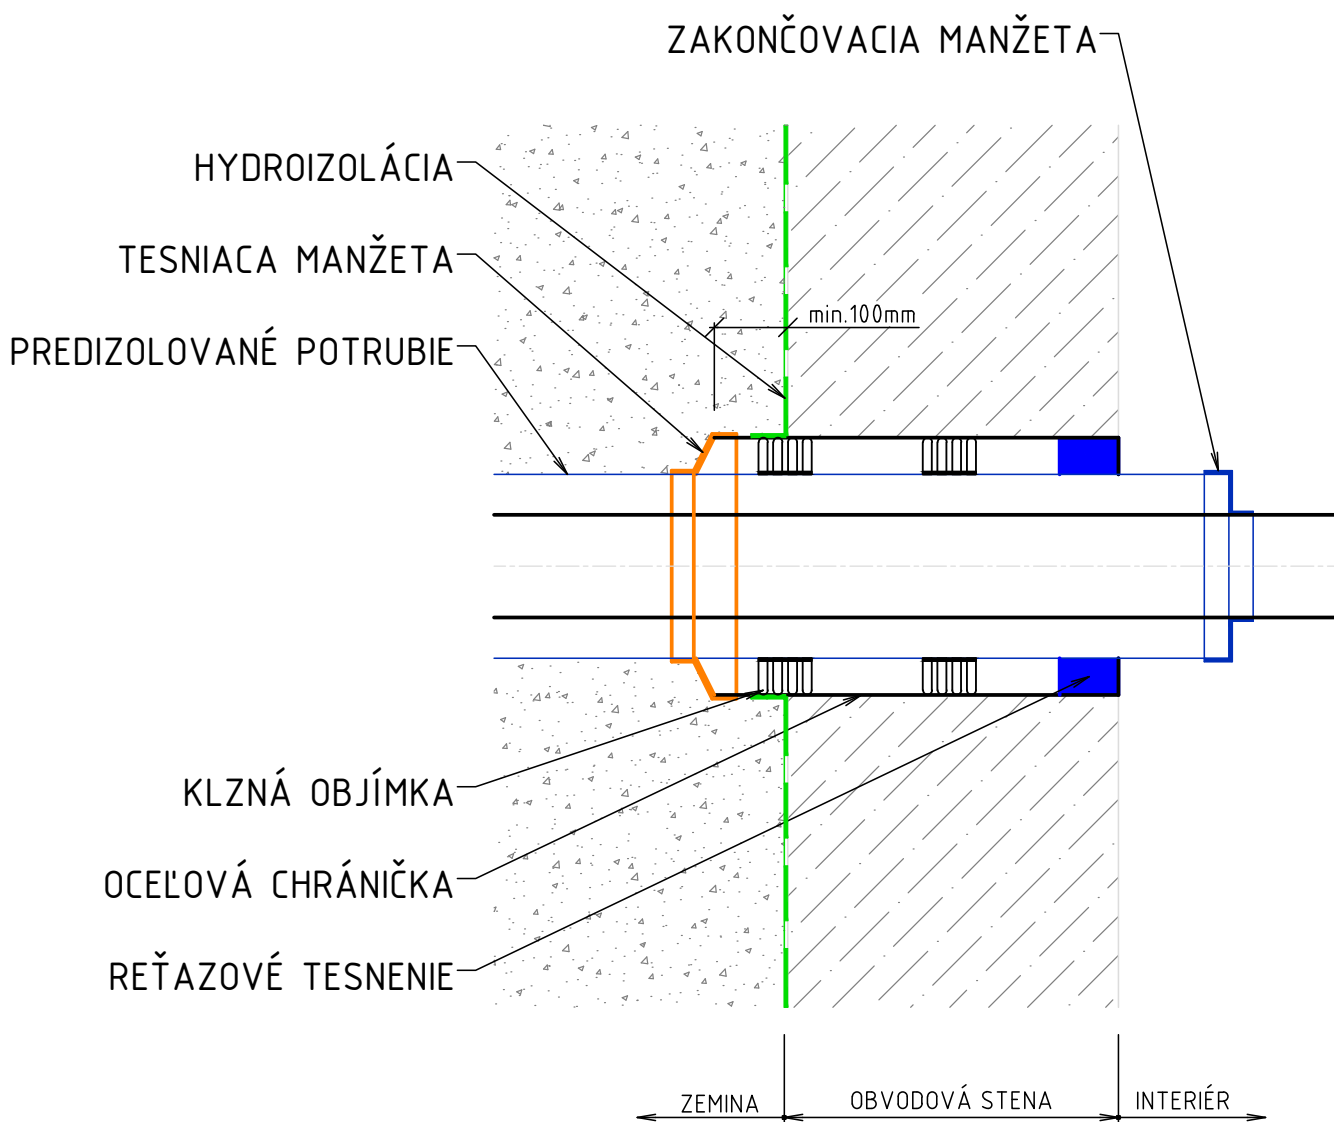 ZAKONČOVACIA MANŽETA
HYDROIZOLÁCIA
TESNIACA MANŽETA
PREDIZOLOVANÉ POTRUBIE
min.100mm
KLZNÁ OBJÍMKA
OCEĽOVÁ CHRÁNIČKA
REŤAZOVÉ TESNENIE
ZEMINA
OBVODOVÁ STENA
INTERIÉR